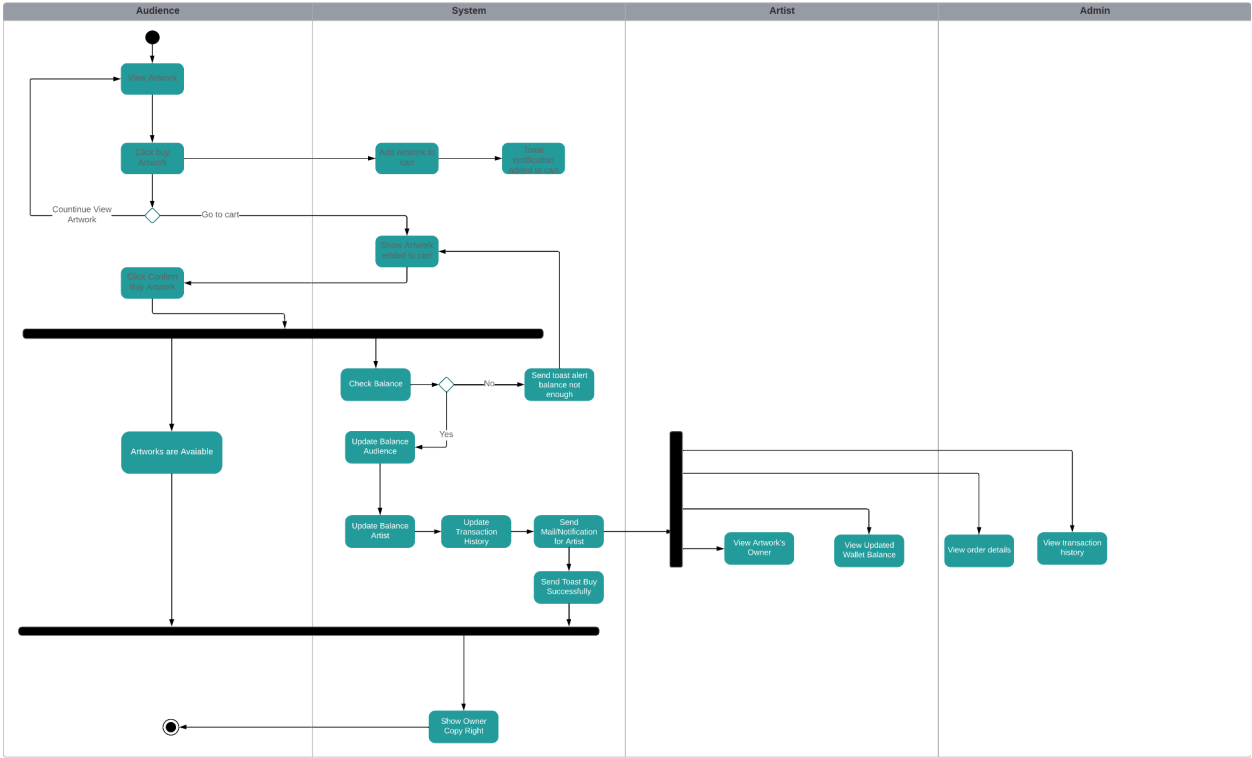 Audience
System
Artist
Admin
View Artwork
Click buy
Artwork
Add Artwork to
cart
Toast
notification
added to cart
Countinue View
Artwork
Go to cart
Show Artwork
added to cart
Click Confirm
Buy Artwork
Check Balance
No
Send toast alert
balance not
enough
Yes
Update Balance
Audience
Artworks are Avaiable
Update Balance
Artist
Update
Transaction
History
Send
Mail/Notification
for Artist
View Artwork's
Owner
View Updated
Wallet Balance
View order details
View transaction
history
Send Toast Buy
Successfully
Show Owner
Copy Right